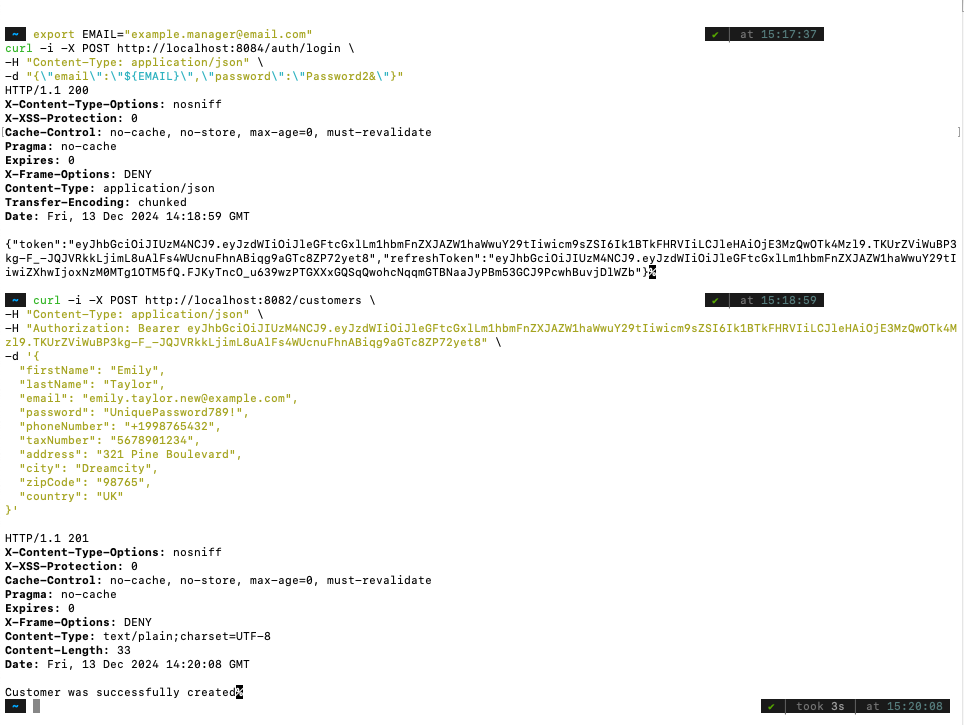 ~ export EMAIL="example.manager@email.com" ✔ at 15:17:37
curl -i -X POST http://localhost:8084/auth/login \
-H "Content-Type: application/json" \
-d "{\"email\":\"${EMAIL}\",\"password\":\"Password2&\"}"
HTTP/1.1 200
X-Content-Type-Options: nosniff
X-XSS-Protection: 0
Cache-Control: no-cache, no-store, max-age=0, must-revalidate
Pragma: no-cache
Expires: 0
X-Frame-Options: DENY
Content-Type: application/json
Transfer-Encoding: chunked
Date: Fri, 13 Dec 2024 14:18:59 GMT
{"token":"eyJhbGciOiJIUzM4NCJ9.eyJzdWIiOiJleGFtcGxlLm1hbmFnZXJAZW1haWwuY29tIiwicm9sZSI6Ik1BTkFHRVIiLCJleHAiOjE3MzQwOTk4Mzl9.TKUrZViWuBP3
kg-F_-JQJVRkkLjimL8uAlFs4WUcnuFhnABiqg9aGTc8ZP72yet8","refreshToken":"eyJhbGciOiJIUzM4NCJ9.eyJzdWIiOiJleGFtcGxlLm1hbmFnZXJAZW1haWwuY29tI
iwiZXhwIjoxNzM0MTg1OTM5fQ.FJKyTncO_u639wzPTGXXxGQSqQwohcNqqmGTBNaaJyPBm53GCJ9PcwhBuvjDlWZb"}%
~ curl -i -X POST http://localhost:8082/customers \ ✔ at 15:18:59
-H "Content-Type: application/json" \
-H "Authorization: Bearer eyJhbGciOiJIUzM4NCJ9.eyJzdWIiOiJleGFtcGxlLm1hbmFnZXJAZW1haWwuY29tIiwicm9sZSI6Ik1BTkFHRVIiLCJleHAiOjE3MzQwOTk4M
zl9.TKUrZViWuBP3kg-F_-JQJVRkkLjimL8uAlFs4WUcnuFhnABiqg9aGTc8ZP72yet8" \
-d '{
"firstName": "Emily",
"lastName": "Taylor",
"email": "emily.taylor.new@example.com",
"password": "UniquePassword789!",
"phoneNumber": "+1998765432",
"taxNumber": "5678901234",
"address": "321 Pine Boulevard",
"city": "Dreamcity",
"zipCode": "98765",
"country": "UK"
}'
HTTP/1.1 201
X-Content-Type-Options: nosniff
X-XSS-Protection: 0
Cache-Control: no-cache, no-store, max-age=0, must-revalidate
Pragma: no-cache
Expires: 0
X-Frame-Options: DENY
Content-Type: text/plain;charset=UTF-8
Content-Length: 33
Date: Fri, 13 Dec 2024 14:20:08 GMT
Customer was successfully created%
~ ✔ took 3s at 15:20:08